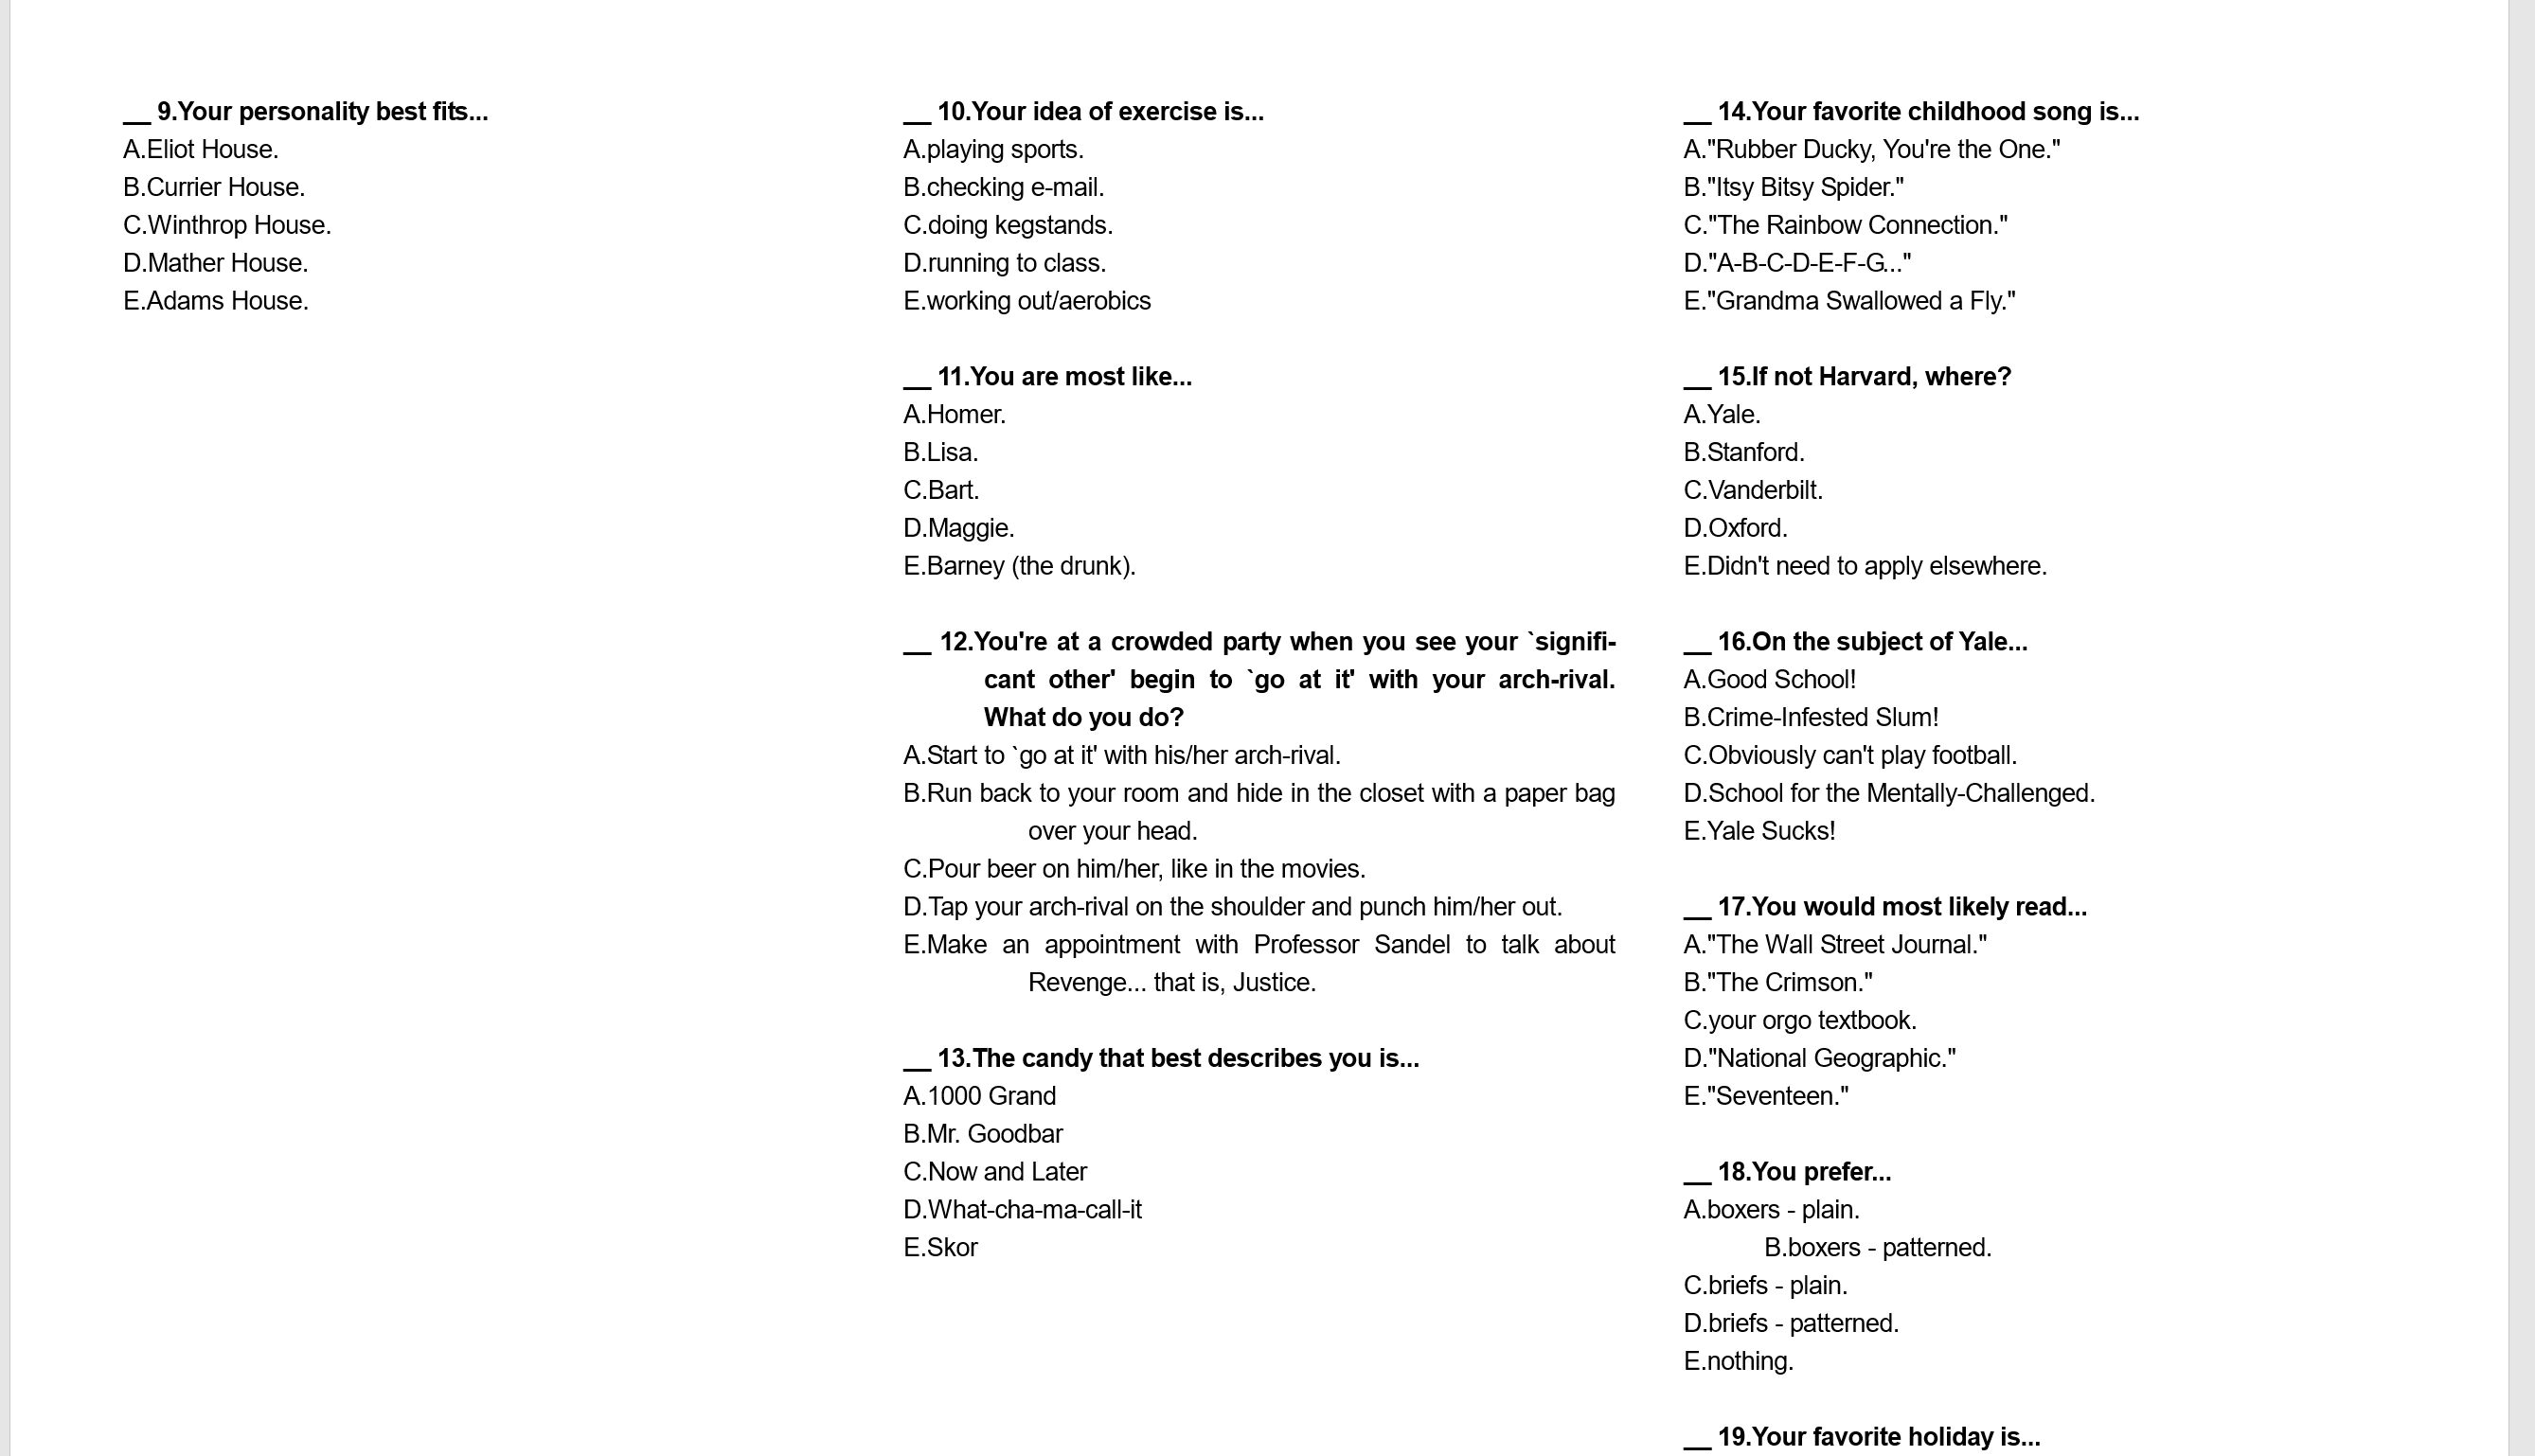 __ 9.Your personality best fits...
A.Eliot House.
B.Currier House.
C.Winthrop House.
D.Mather House.
E.Adams House.
__ 10.Your idea of exercise is...
A.playing sports.
B.checking e-mail.
C.doing kegstands.
D.running to class.
E.working out/aerobics
__ 11.You are most like...
A.Homer.
B.Lisa.
C.Bart.
D.Maggie.
E.Barney (the drunk).
__ 12.You're at a crowded party when you see your `signifi-
cant other' begin to `go at it' with your arch-rival.
What do you do?
A.Start to `go at it' with his/her arch-rival.
B.Run back to your room and hide in the closet with a paper bag
over your head.
C.Pour beer on him/her, like in the movies.
D.Tap your arch-rival on the shoulder and punch him/her out.
E.Make an appointment with Professor Sandel to talk about
Revenge... that is, Justice.
__ 13.The candy that best describes you is...
A.1000 Grand
B.Mr. Goodbar
C.Now and Later
D.What-cha-ma-call-it
E.Skor
__ 14.Your favorite childhood song is...
A."Rubber Ducky, You're the One."
B."Itsy Bitsy Spider."
C."The Rainbow Connection."
D."A-B-C-D-E-F-G..."
E."Grandma Swallowed a Fly."
__ 15.If not Harvard, where?
A.Yale.
B.Stanford.
C.Vanderbilt.
D.Oxford.
E.Didn't need to apply elsewhere.
__ 16.On the subject of Yale...
A.Good School!
B.Crime-Infested Slum!
C.Obviously can't play football.
D.School for the Mentally-Challenged.
E.Yale Sucks!
__ 17.You would most likely read...
A."The Wall Street Journal."
B."The Crimson."
C.your orgo textbook.
D."National Geographic."
E."Seventeen."
__ 18.You prefer...
A.boxers - plain.
B.boxers - patterned.
C.briefs - plain.
D.briefs - patterned.
E.nothing.
__ 19.Your favorite holiday is...